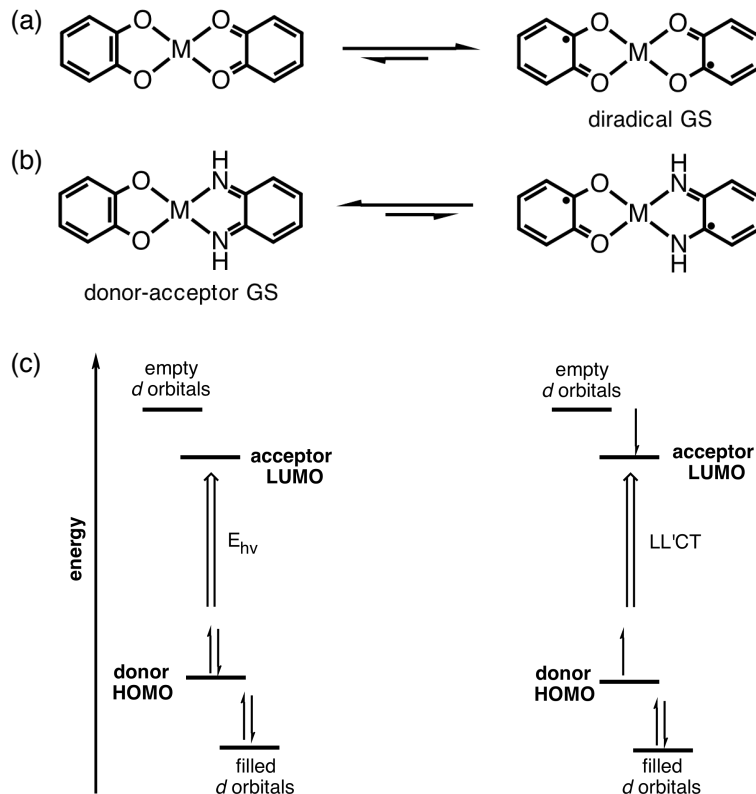 (a)
O
O
M
O
O
O
O
M
O
O
diradical GS
(b)
O
O
M
H
N
N
H
O
O
M
H
N
N
H
donor-acceptor GS
(c)
energy
empty
d orbitals
acceptor
LUMO
E_hv
donor
HOMO
filled
d orbitals
empty
d orbitals
acceptor
LUMO
LL'CT
donor
HOMO
filled
d orbitals